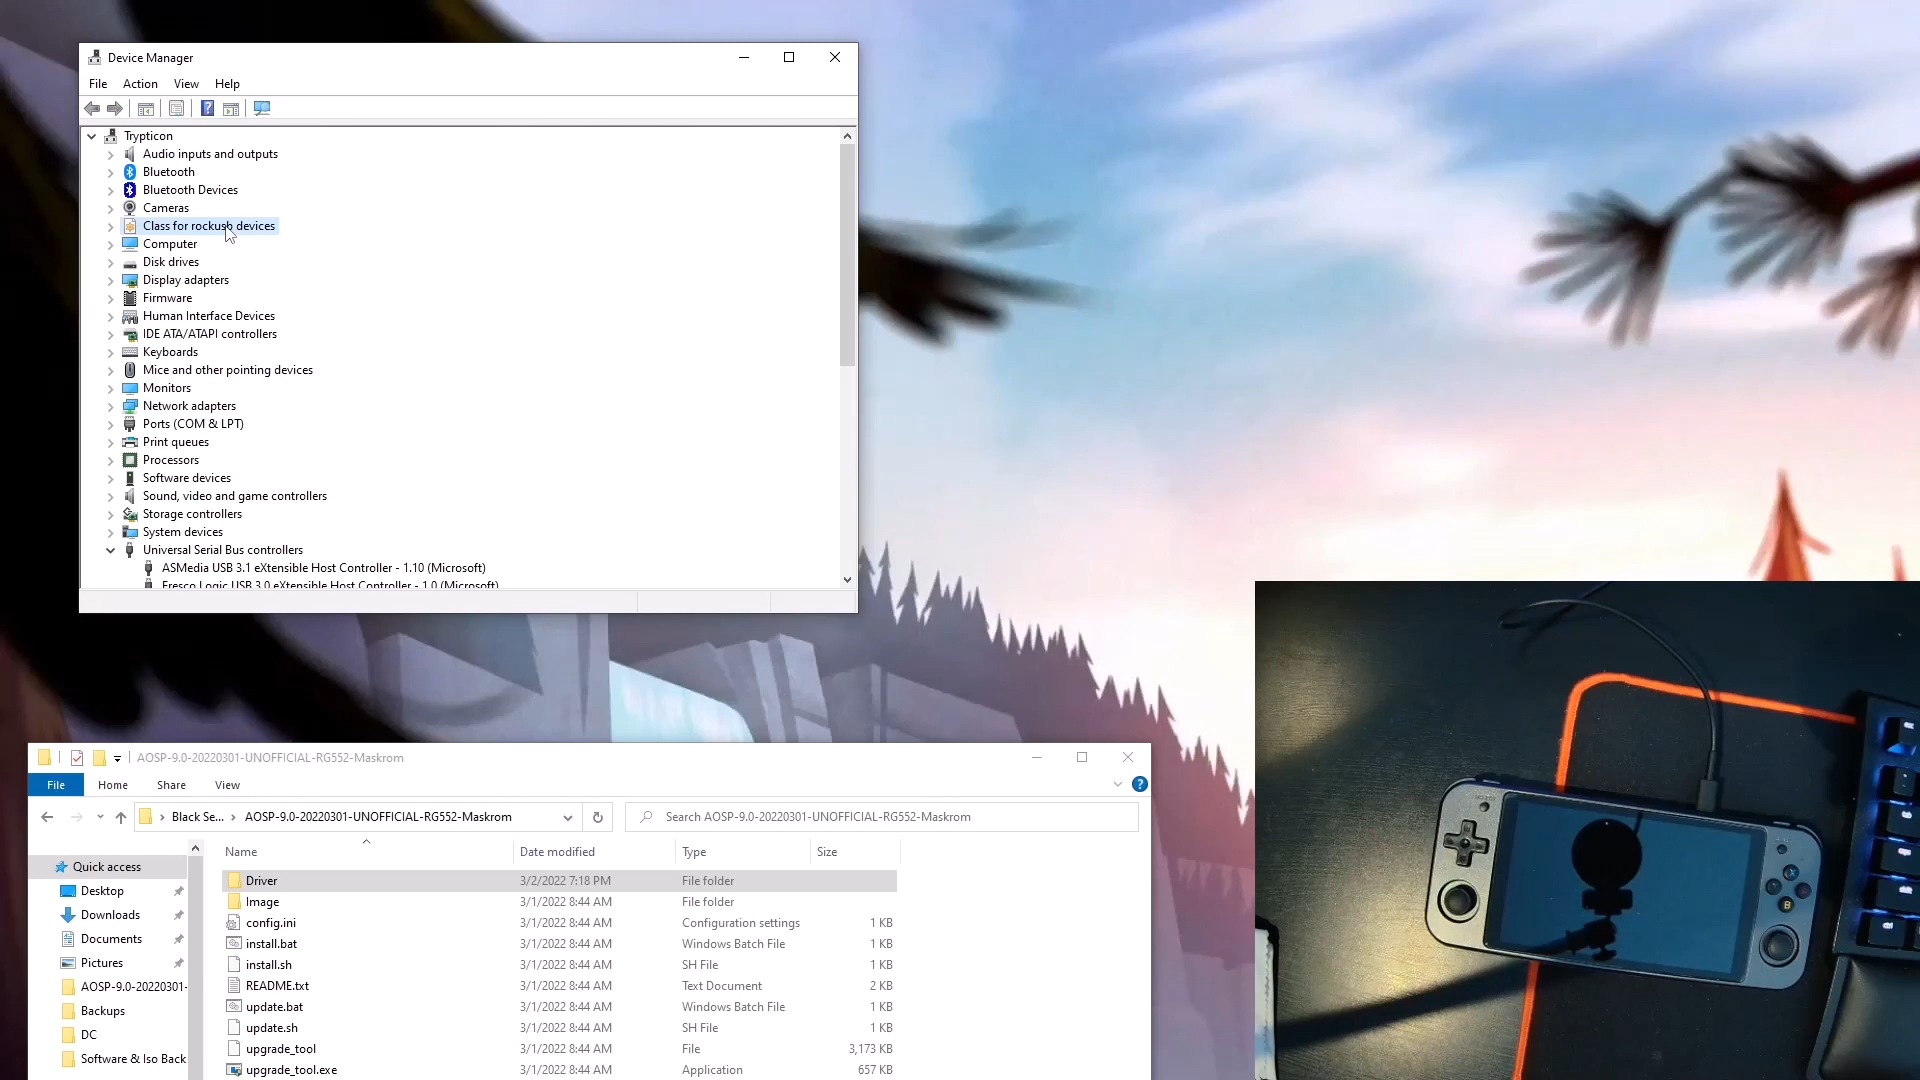 Device Manager
File Action View Help
Trypticon
Audio inputs and outputs
Bluetooth
Bluetooth Devices
Cameras
Class for rockusb devices
Computer
Disk drives
Display adapters
Firmware
Human Interface Devices
IDE ATA/ATAPI controllers
Keyboards
Mice and other pointing devices
Monitors
Network adapters
Ports (COM & LPT)
Print queues
Processors
Software devices
Sound, video and game controllers
Storage controllers
System devices
Universal Serial Bus controllers
ASMedia USB 3.1 eXtensible Host Controller - 1.10 (Microsoft)
Fresco Logic USB 3.0 eXtensible Host Controller - 1.0 (Microsoft)
AOSP-9.0-20220301-UNOFFICIAL-RG552-Maskrom
File Home Share View
Black Se... AOSP-9.0-20220301-UNOFFICIAL-RG552-Maskrom Search AOSP-9.0-20220301-UNOFFICIAL-RG552-Maskrom
Quick access
Desktop
Downloads
Documents
Pictures
AOSP-9.0-20220301-
Backups
DC
Software & Iso Back
Name Date modified Type Size
Driver 3/2/2022 7:18 PM File folder
Image 3/1/2022 8:44 AM File folder
config.ini 3/1/2022 8:44 AM Configuration settings 1 KB
install.bat 3/1/2022 8:44 AM Windows Batch File 1 KB
install.sh 3/1/2022 8:44 AM SH File 1 KB
README.txt 3/1/2022 8:44 AM Text Document 2 KB
update.bat 3/1/2022 8:44 AM Windows Batch File 1 KB
update.sh 3/1/2022 8:44 AM SH File 1 KB
upgrade_tool 3/1/2022 8:44 AM File 3,173 KB
upgrade_tool.exe 3/1/2022 8:44 AM Application 657 KB
B